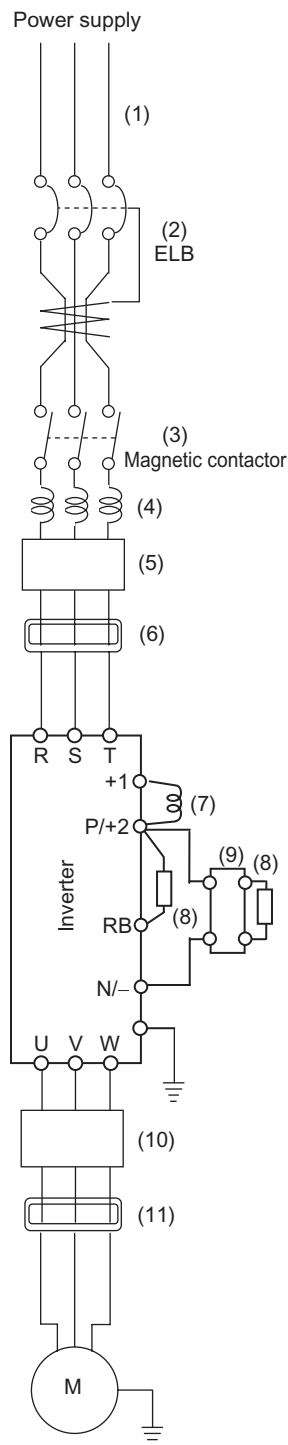 Power supply
(1)
(2)
ELB
(3)
Magnetic contactor
(4)
(5)
(6)
R S T
+1
(7)
P/+2
(9) (8)
(8)
Inverter
RB
N/–
U V W
(10)
(11)
M